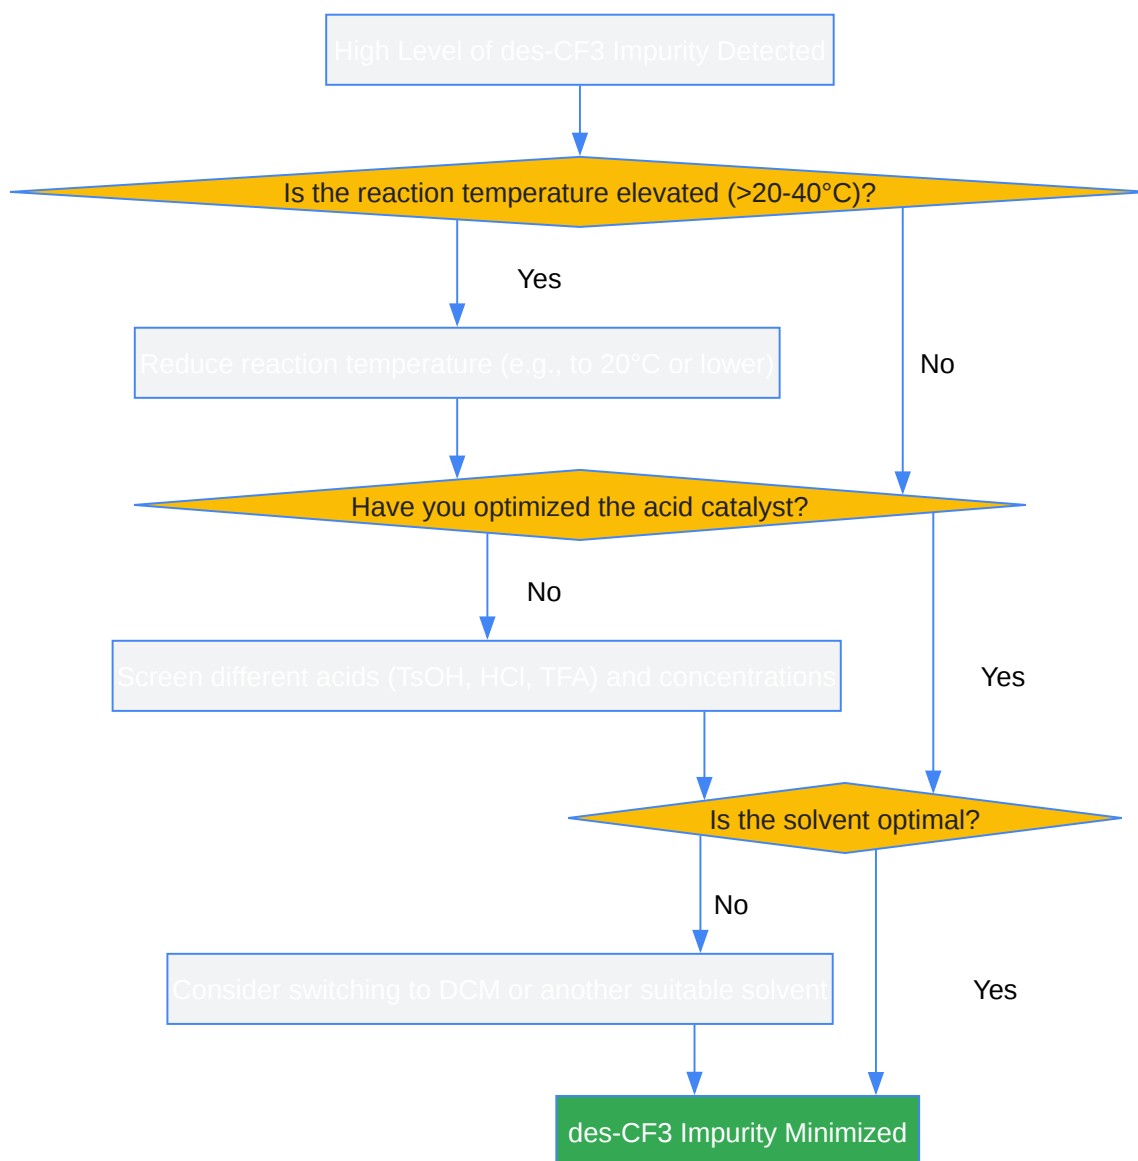 High Level of des-CF3 Impurity Detected
Is the reaction temperature elevated (>20-40°C)?
Yes
Reduce reaction temperature (e.g., to 20°C or lower)
No
Have you optimized the acid catalyst?
No
Screen different acids (TsOH, HCl, TFA) and concentrations
Yes
Is the solvent optimal?
No
Consider switching to DCM or another suitable solvent
Yes
des-CF3 Impurity Minimized